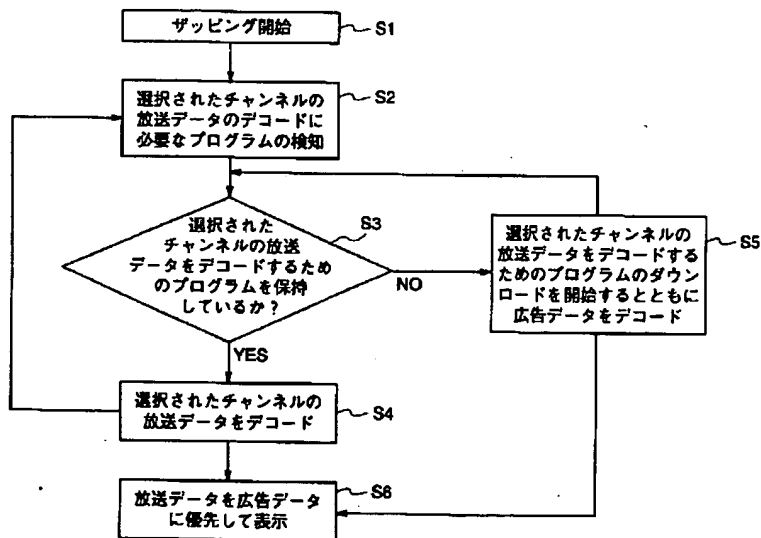 ザッピング開始
S1
選択されたチャンネルの
放送データのデコードに
必要なプログラムの検知
S2
選択された
チャンネルの放送
データをデコードするため
のプログラムを保持
しているか？
S3
NO
YES
選択されたチャンネルの
放送データをデコードする
ためのプログラムのダウン
ロードを開始するとともに
広告データをデコード
S5
選択されたチャンネルの
放送データをデコード
S4
放送データを広告データ
に優先して表示
S6